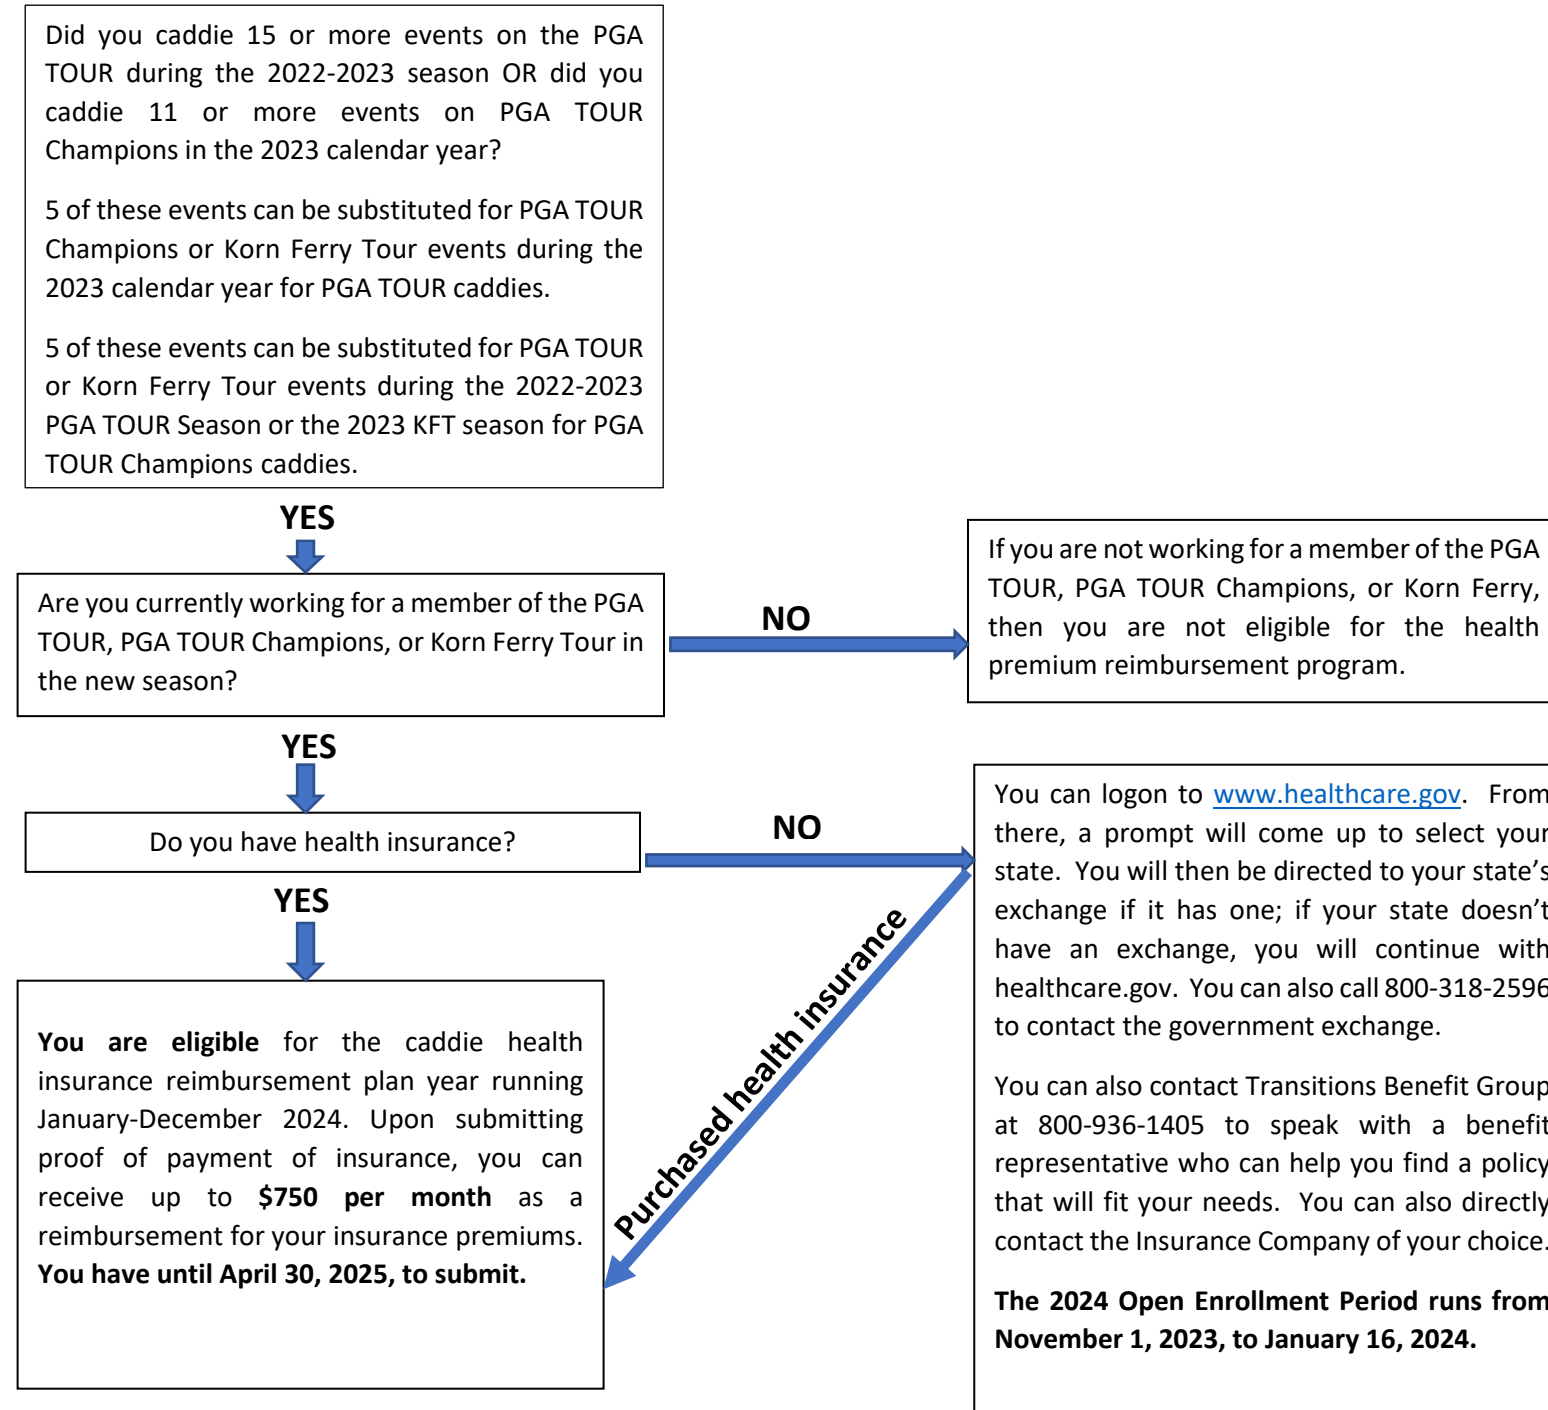 Did you caddie 15 or more events on the PGA
TOUR during the 2022-2023 season OR did you
caddie 11 or more events on PGA TOUR
Champions in the 2023 calendar year?
5 of these events can be substituted for PGA TOUR
Champions or Korn Ferry Tour events during the
2023 calendar year for PGA TOUR caddies.
5 of these events can be substituted for PGA TOUR
or Korn Ferry Tour events during the 2022-2023
PGA TOUR Season or the 2023 KFT season for PGA
TOUR Champions caddies.
YES
Are you currently working for a member of the PGA
TOUR, PGA TOUR Champions, or Korn Ferry Tour in
the new season?
NO
If you are not working for a member of the PGA
TOUR, PGA TOUR Champions, or Korn Ferry,
then you are not eligible for the health
premium reimbursement program.
YES
Do you have health insurance?
NO
You can logon to www.healthcare.gov. From
there, a prompt will come up to select your
state. You will then be directed to your state's
exchange if it has one; if your state doesn't
have an exchange, you will continue with
healthcare.gov. You can also call 800-318-2596
to contact the government exchange.
You can also contact Transitions Benefit Group
at 800-936-1405 to speak with a benefit
representative who can help you find a policy
that will fit your needs. You can also directly
contact the Insurance Company of your choice.
The 2024 Open Enrollment Period runs from
November 1, 2023, to January 16, 2024.
Purchased health insurance
YES
You are eligible for the caddie health
insurance reimbursement plan year running
January-December 2024. Upon submitting
proof of payment of insurance, you can
receive up to $750 per month as a
reimbursement for your insurance premiums.
You have until April 30, 2025, to submit.